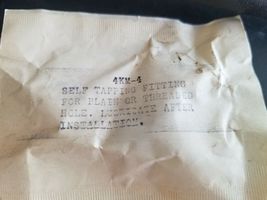 4KM-4
SELF TAPPING FITTING
FOR PLAIN OR THREADED
HOLE. LUBRICATE AFTER
INSTALLATION.